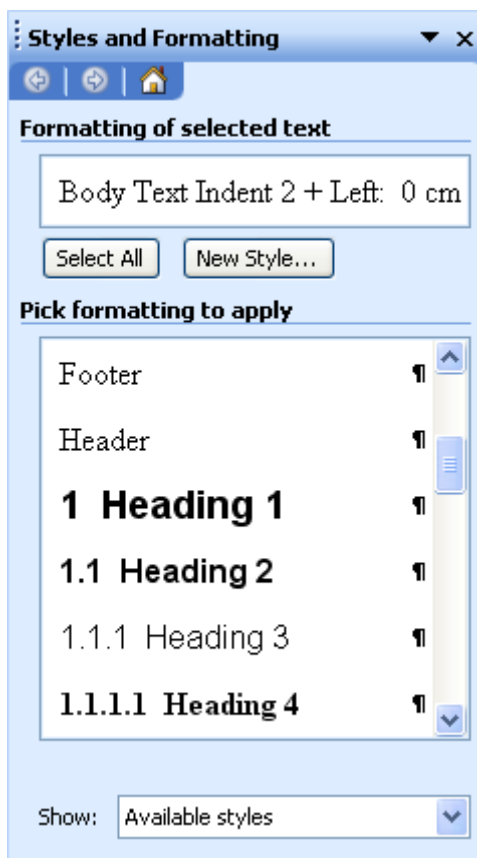 Styles and Formatting
Formatting of selected text
Body Text Indent 2 + Left: 0 cm
Select All New Style...
Pick formatting to apply
Footer ¶
Header ¶
1 Heading 1 ¶
1.1 Heading 2 ¶
1.1.1 Heading 3 ¶
1.1.1.1 Heading 4 ¶
Show: Available styles